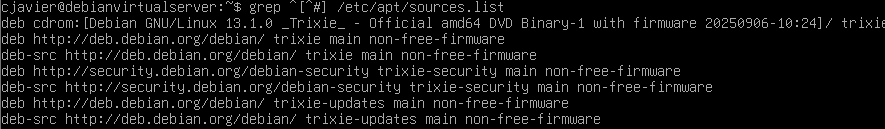 cjavier@debianvirtualserver:~$ grep ^[^#] /etc/apt/sources.list
deb cdrom:[Debian GNU/Linux 13.1.0 _Trixie_ - Official amd64 DVD Binary-1 with firmware 20250906-10:24]/ trixie
deb http://deb.debian.org/debian/ trixie main non-free-firmware
deb-src http://deb.debian.org/debian/ trixie main non-free-firmware
deb http://security.debian.org/debian-security trixie-security main non-free-firmware
deb-src http://security.debian.org/debian-security trixie-security main non-free-firmware
deb http://deb.debian.org/debian/ trixie-updates main non-free-firmware
deb-src http://deb.debian.org/debian/ trixie-updates main non-free-firmware